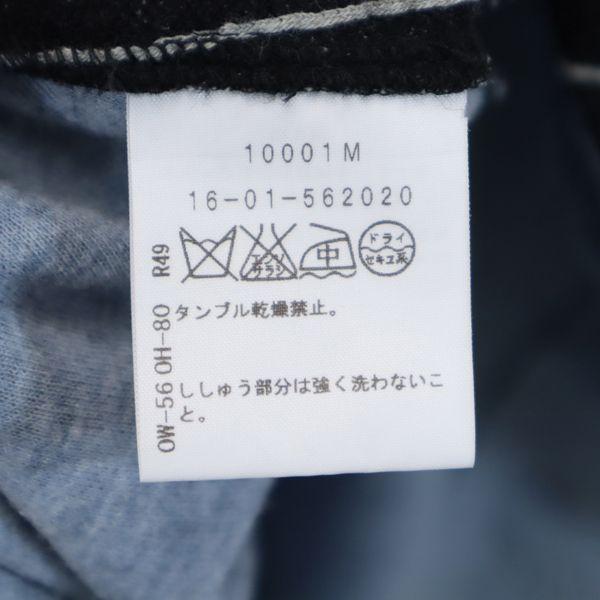 10001M
16-01-562020
エンソ
サラシ
中
ドライ
セキユ系
タンブル乾燥禁止。
ししゅう部分は強く洗わないこ
と。
OW-56 OH-80 R49